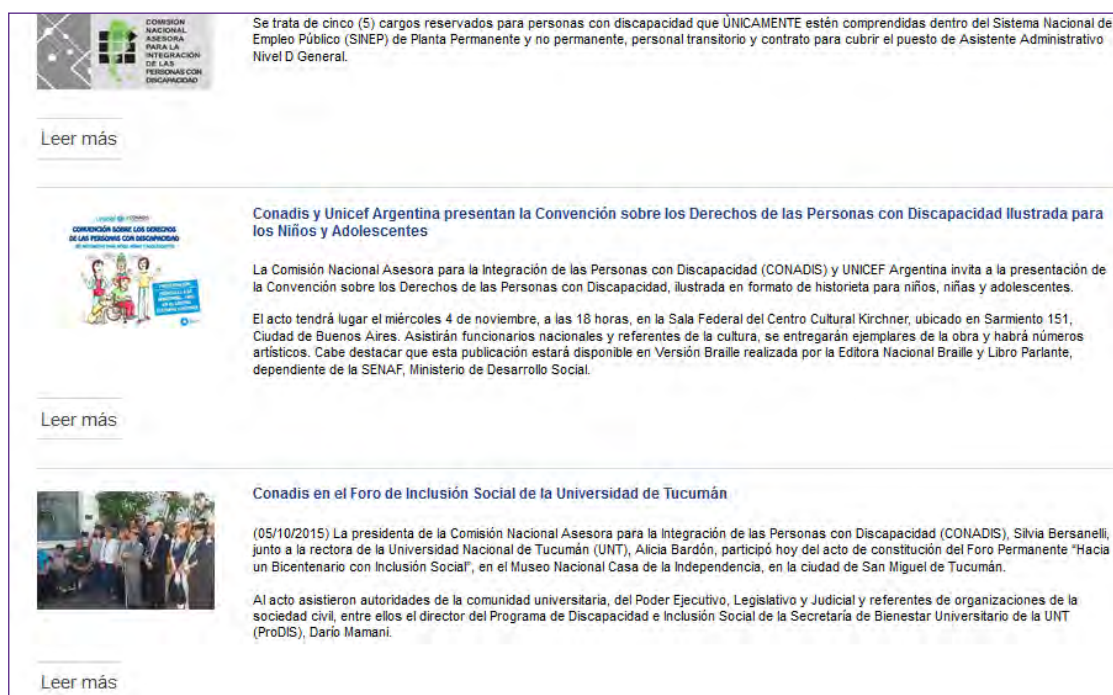 COMISIÓN
NACIONAL
ASESORA
PARA LA
INTEGRACIÓN
DE LAS
PERSONAS CON
DISCAPACIDAD
Se trata de cinco (5) cargos reservados para personas con discapacidad que ÚNICAMENTE estén comprendidas dentro del Sistema Nacional de
Empleo Público (SINEP) de Planta Permanente y no permanente, personal transitorio y contrato para cubrir el puesto de Asistente Administrativo
Nivel D General.
Leer más
unicef CONADIS
CONVENCIÓN SOBRE LOS DERECHOS
DE LAS PERSONAS CON DISCAPACIDAD
Conadis y Unicef Argentina presentan la Convención sobre los Derechos de las Personas con Discapacidad Ilustrada para
los Niños y Adolescentes
La Comisión Nacional Asesora para la Integración de las Personas con Discapacidad (CONADIS) y UNICEF Argentina invita a la presentación de
la Convención sobre los Derechos de las Personas con Discapacidad, ilustrada en formato de historieta para niños, niñas y adolescentes.
El acto tendrá lugar el miércoles 4 de noviembre, a las 18 horas, en la Sala Federal del Centro Cultural Kirchner, ubicado en Sarmiento 151,
Ciudad de Buenos Aires. Asistirán funcionarios nacionales y referentes de la cultura, se entregarán ejemplares de la obra y habrá números
artísticos. Cabe destacar que esta publicación estará disponible en Versión Braille realizada por la Editora Nacional Braille y Libro Parlante,
dependiente de la SENAF, Ministerio de Desarrollo Social.
Leer más
Conadis en el Foro de Inclusión Social de la Universidad de Tucumán
(05/10/2015) La presidenta de la Comisión Nacional Asesora para la Integración de las Personas con Discapacidad (CONADIS), Silvia Bersanelli,
junto a la rectora de la Universidad Nacional de Tucumán (UNT), Alicia Bardón, participó hoy del acto de constitución del Foro Permanente "Hacia
un Bicentenario con Inclusión Social", en el Museo Nacional Casa de la Independencia, en la ciudad de San Miguel de Tucumán.
Al acto asistieron autoridades de la comunidad universitaria, del Poder Ejecutivo, Legislativo y Judicial y referentes de organizaciones de la
sociedad civil, entre ellos el director del Programa de Discapacidad e Inclusión Social de la Secretaría de Bienestar Universitario de la UNT
(ProDIS), Darío Mamani.
Leer más